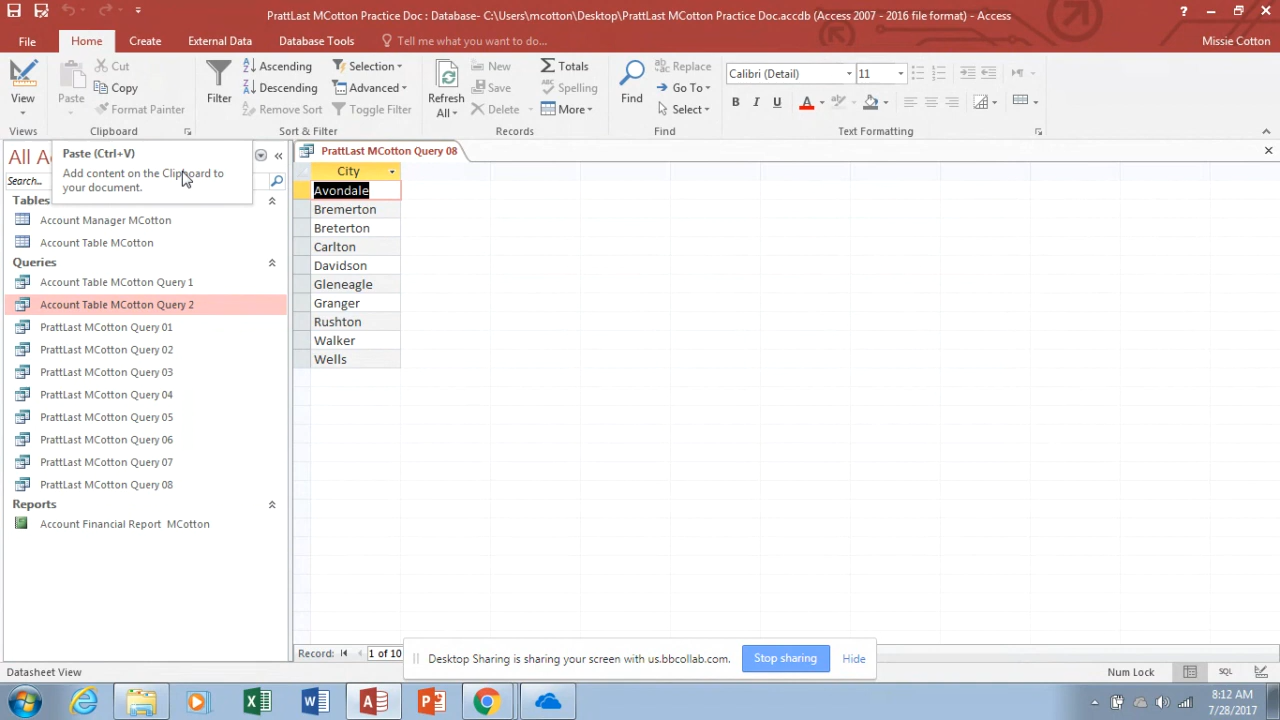 PrattLast MCotton Practice Doc : Database- C:\Users\mcotton\Desktop\PrattLast MCotton Practice Doc.accdb (Access 2007 - 2016 file format) - Access
File Home Create External Data Database Tools Tell me what you want to do... Missie Cotton
View
Paste
Cut
Copy
Format Painter
Filter
Ascending
Descending
Remove Sort
Selection
Advanced
Toggle Filter
Refresh
All
New
Save
Delete
Totals
Spelling
More
Find
Replace
Go To
Select
Calibri (Detail) 11
B I U A
Views Clipboard Sort & Filter Records Find Text Formatting
All A
Paste (Ctrl+V)
Add content on the Clipboard to
your document.
Search...
Tables
Account Manager MCotton
Account Table MCotton
Queries
Account Table MCotton Query 1
Account Table MCotton Query 2
PrattLast MCotton Query 01
PrattLast MCotton Query 02
PrattLast MCotton Query 03
PrattLast MCotton Query 04
PrattLast MCotton Query 05
PrattLast MCotton Query 06
PrattLast MCotton Query 07
PrattLast MCotton Query 08
Reports
Account Financial Report MCotton
PrattLast MCotton Query 08
City
Avondale
Bremerton
Breterton
Carlton
Davidson
Gleneagle
Granger
Rushton
Walker
Wells
Record: 1 of 10
Desktop Sharing is sharing your screen with us.bbcollab.com. Stop sharing Hide
Datasheet View Num Lock SQL
8:12 AM
7/28/2017